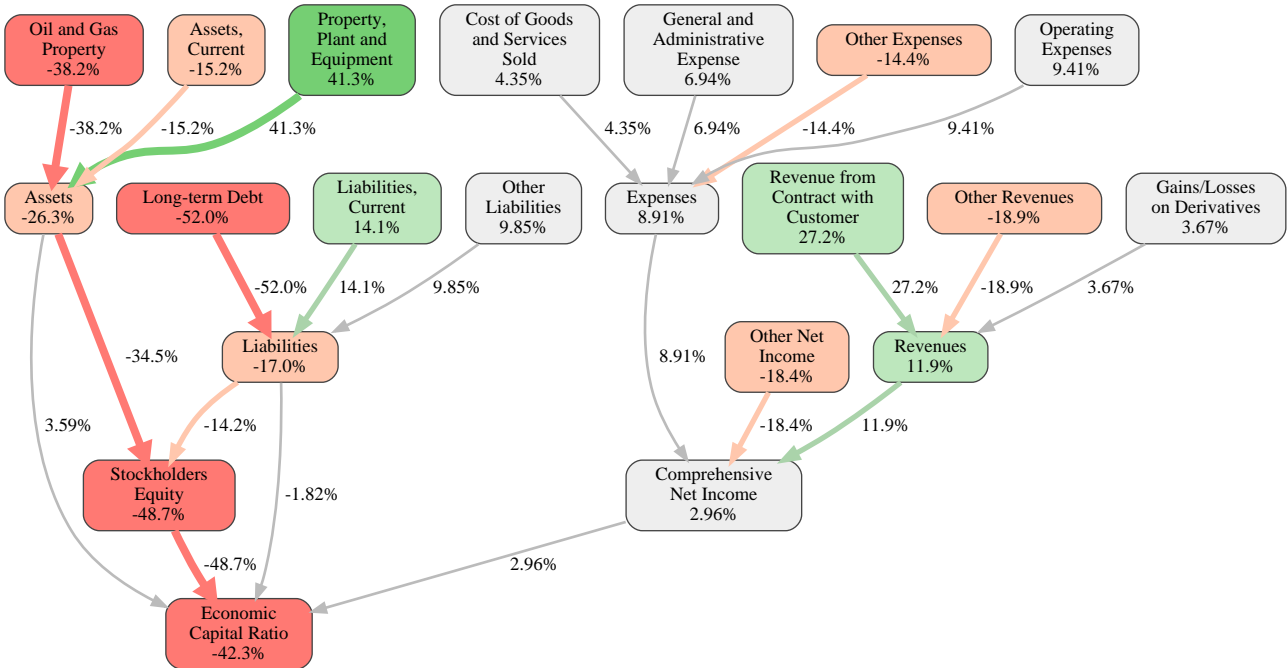 Oil and Gas
Property
-38.2%
Assets,
Current
-15.2%
Property,
Plant and
Equipment
41.3%
Cost of Goods
and Services
Sold
4.35%
General and
Administrative
Expense
6.94%
Other Expenses
-14.4%
Operating
Expenses
9.41%
-38.2%
-15.2%
41.3%
4.35%
6.94%
-14.4%
9.41%
Assets
-26.3%
Long-term Debt
-52.0%
Liabilities,
Current
14.1%
Other
Liabilities
9.85%
Expenses
8.91%
Revenue from
Contract with
Customer
27.2%
Other Revenues
-18.9%
Gains/Losses
on Derivatives
3.67%
-52.0%
14.1%
9.85%
27.2%
-18.9%
3.67%
-34.5%
Liabilities
-17.0%
8.91%
Other Net
Income
-18.4%
Revenues
11.9%
3.59%
-14.2%
-18.4%
11.9%
Stockholders
Equity
-48.7%
-1.82%
Comprehensive
Net Income
2.96%
-48.7%
2.96%
Economic
Capital Ratio
-42.3%